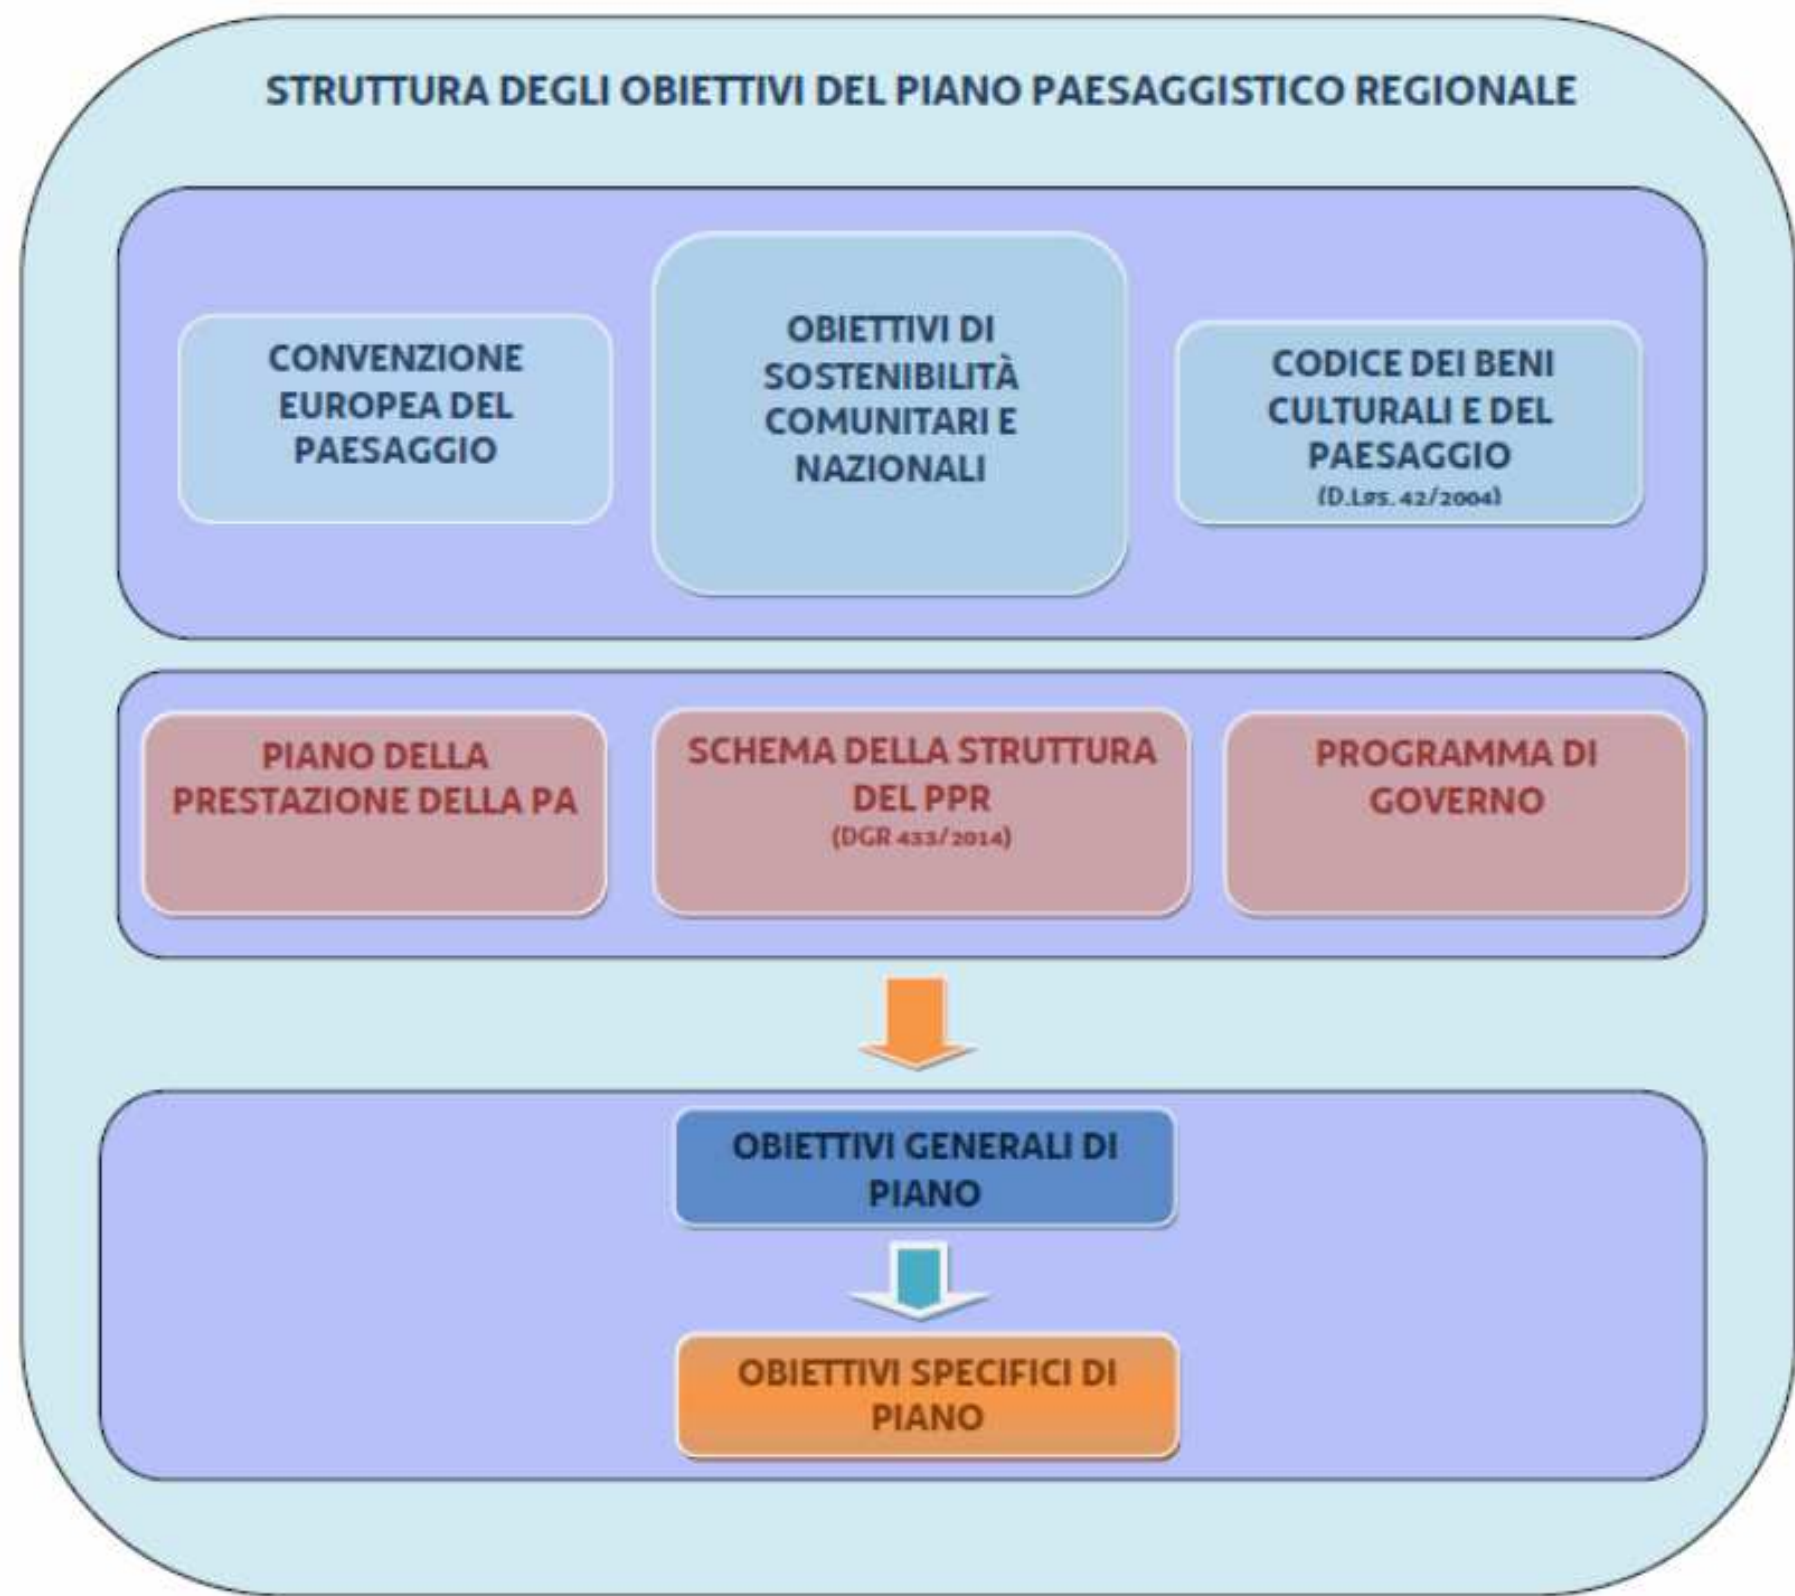 STRUTTURA DEGLI OBIETTIVI DEL PIANO PAESAGGISTICO REGIONALE
CONVENZIONE
EUROPEA DEL
PAESAGGIO
OBIETTIVI DI
SOSTENIBILITÀ
COMUNITARI E
NAZIONALI
CODICE DEI BENI
CULTURALI E DEL
PAESAGGIO
(D.Lgs. 42/2004)
PIANO DELLA
PRESTAZIONE DELLA PA
SCHEMA DELLA STRUTTURA
DEL PPR
(DGR 433/2014)
PROGRAMMA DI
GOVERNO
OBIETTIVI GENERALI DI
PIANO
OBIETTIVI SPECIFICI DI
PIANO